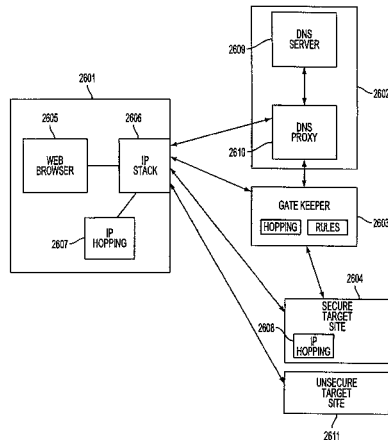 2601
2605
2606
WEB BROWSER
IP
STACK
2607
IP
HOPPING
2609
DNS
SERVER
2602
DNS
PROXY
2610
GATE KEEPER
HOPPING
RULES
2603
2604
SECURE
TARGET
SITE
2608
IP
HOPPING
UNSECURE
TARGET
SITE
2611